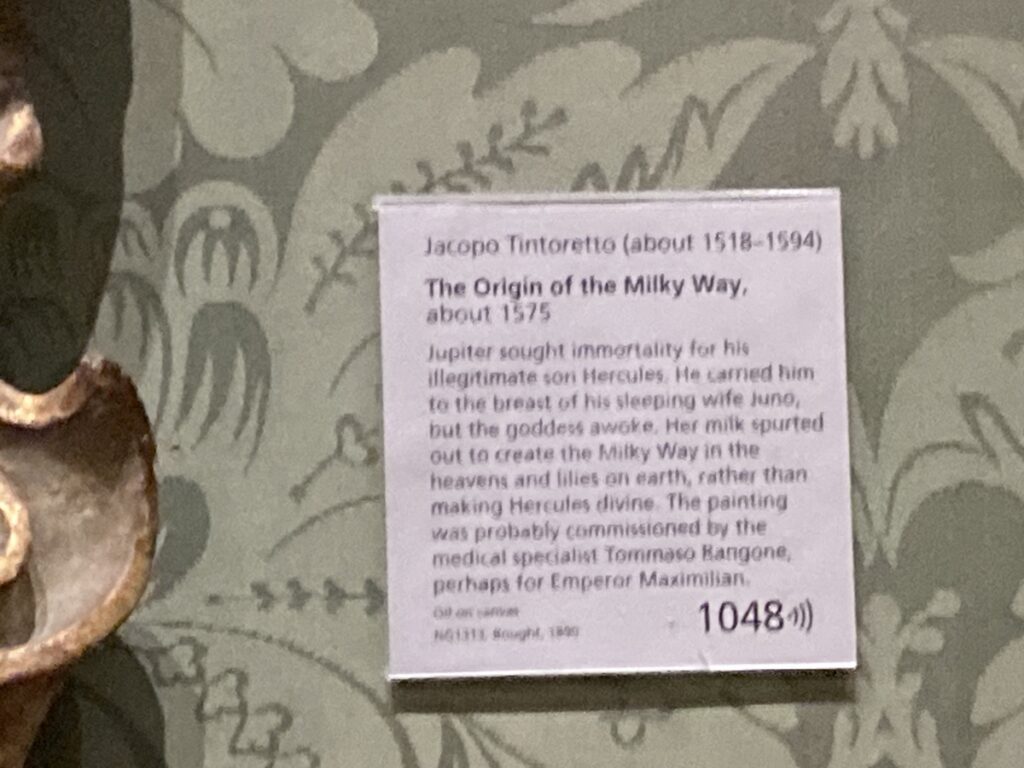 Jacopo Tintoretto (about 1518–1594)
The Origin of the Milky Way,
about 1575
Jupiter sought immortality for his
illegitimate son Hercules. He carried him
to the breast of his sleeping wife Juno,
but the goddess awoke. Her milk spurted
out to create the Milky Way in the
heavens and lilies on earth, rather than
making Hercules divine. The painting
was probably commissioned by the
medical specialist Tommaso Rangone,
perhaps for Emperor Maximilian.
Oil on canvas
NG1313. Bought, 1890
1048